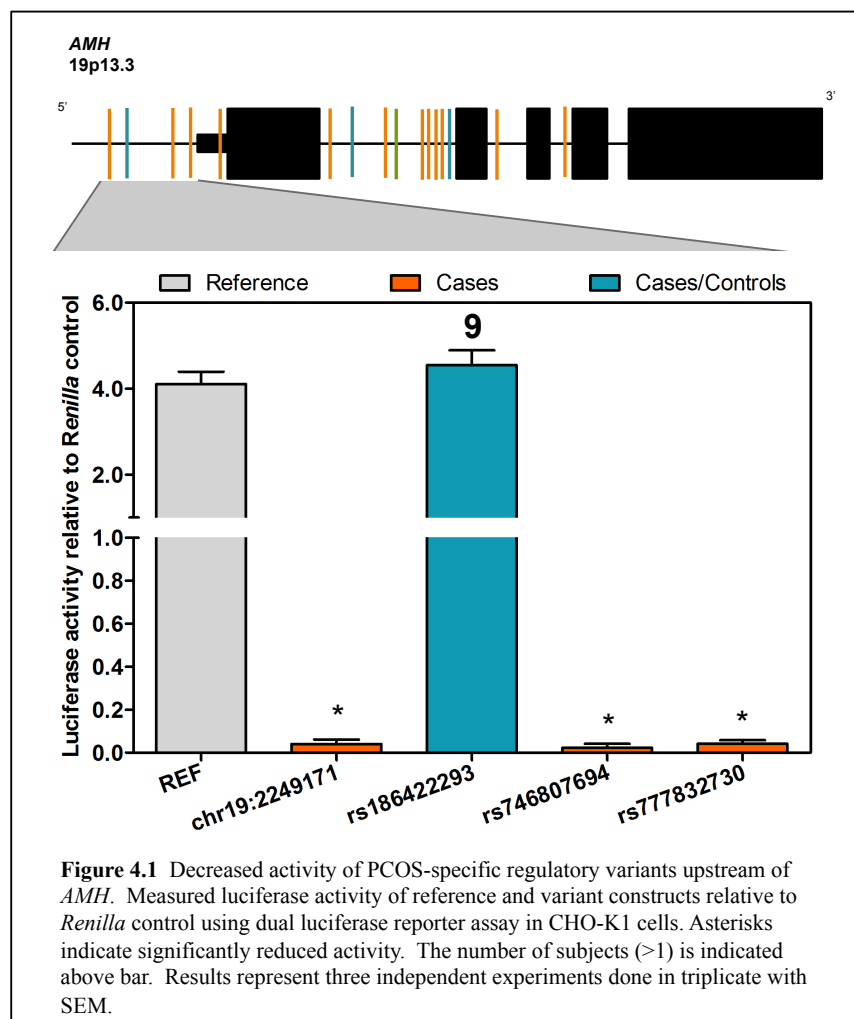 AMH
19p13.3
5’
3’
Reference
Cases
Cases/Controls
Luciferase activity relative to Renilla control
6.0
4.0
2.0
1.0
0.8
0.6
0.4
0.2
0.0
9
*
*
*
REF
chr19:2249171
rs186422293
rs746807694
rs777832730
Figure 4.1 Decreased activity of PCOS-specific regulatory variants upstream of
AMH. Measured luciferase activity of reference and variant constructs relative to
Renilla control using dual luciferase reporter assay in CHO-K1 cells. Asterisks
indicate significantly reduced activity. The number of subjects (>1) is indicated
above bar. Results represent three independent experiments done in triplicate with
SEM.